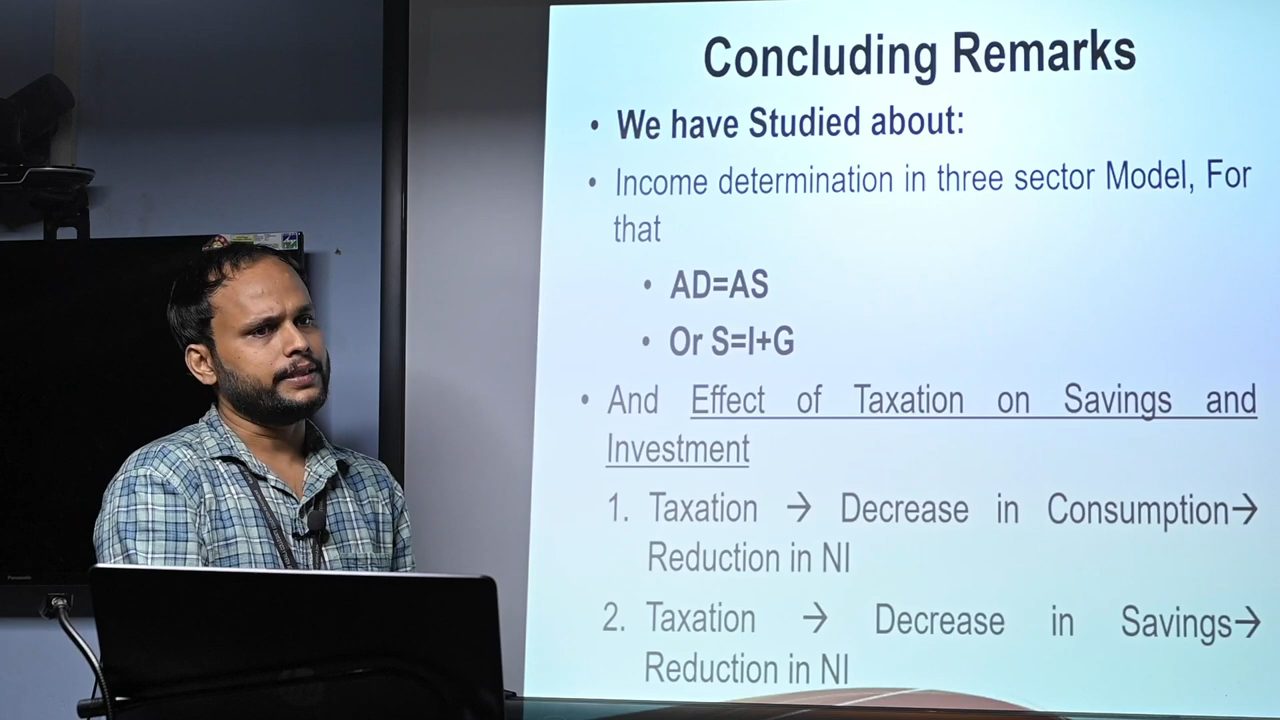 Concluding Remarks
• We have Studied about:
• Income determination in three sector Model, For
that
• AD=AS
• Or S=I+G
• And Effect of Taxation on Savings and
Investment
1. Taxation → Decrease in Consumption→
Reduction in NI
2. Taxation → Decrease in Savings→
Reduction in NI
Panasonic